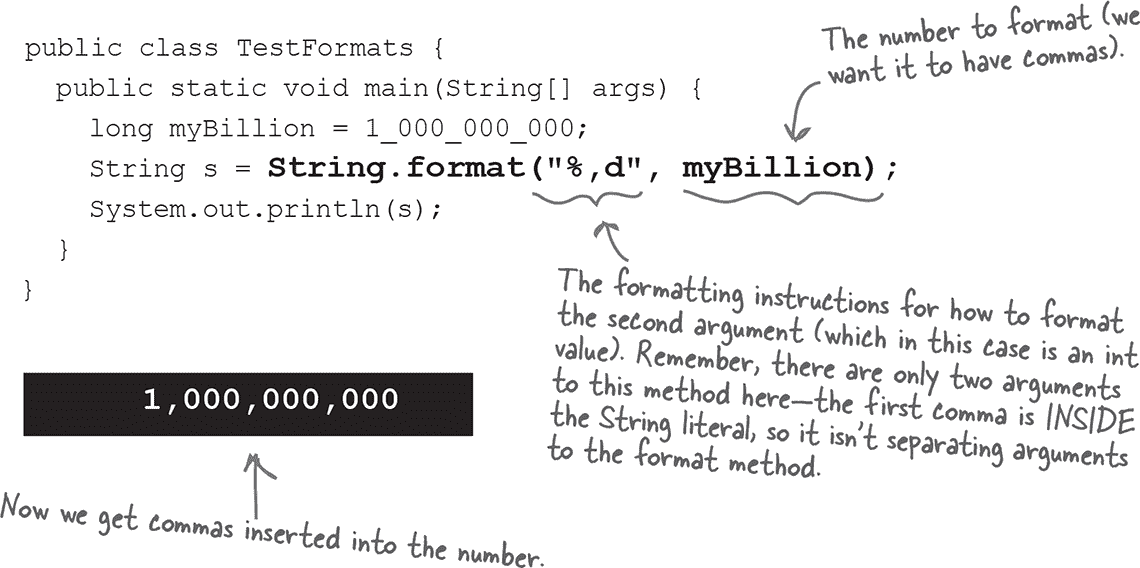 public class TestFormats {
public static void main(String[] args) {
long myBillion = 1_000_000_000;
String s = String.format("%,d", myBillion);
System.out.println(s);
}
}
The number to format (we
want it to have commas).
The formatting instructions for how to format
the second argument (which in this case is an int
value). Remember, there are only two arguments
to this method here—the first comma is INSIDE
the String literal, so it isn't separating arguments
to the format method.
1,000,000,000
Now we get commas inserted into the number.